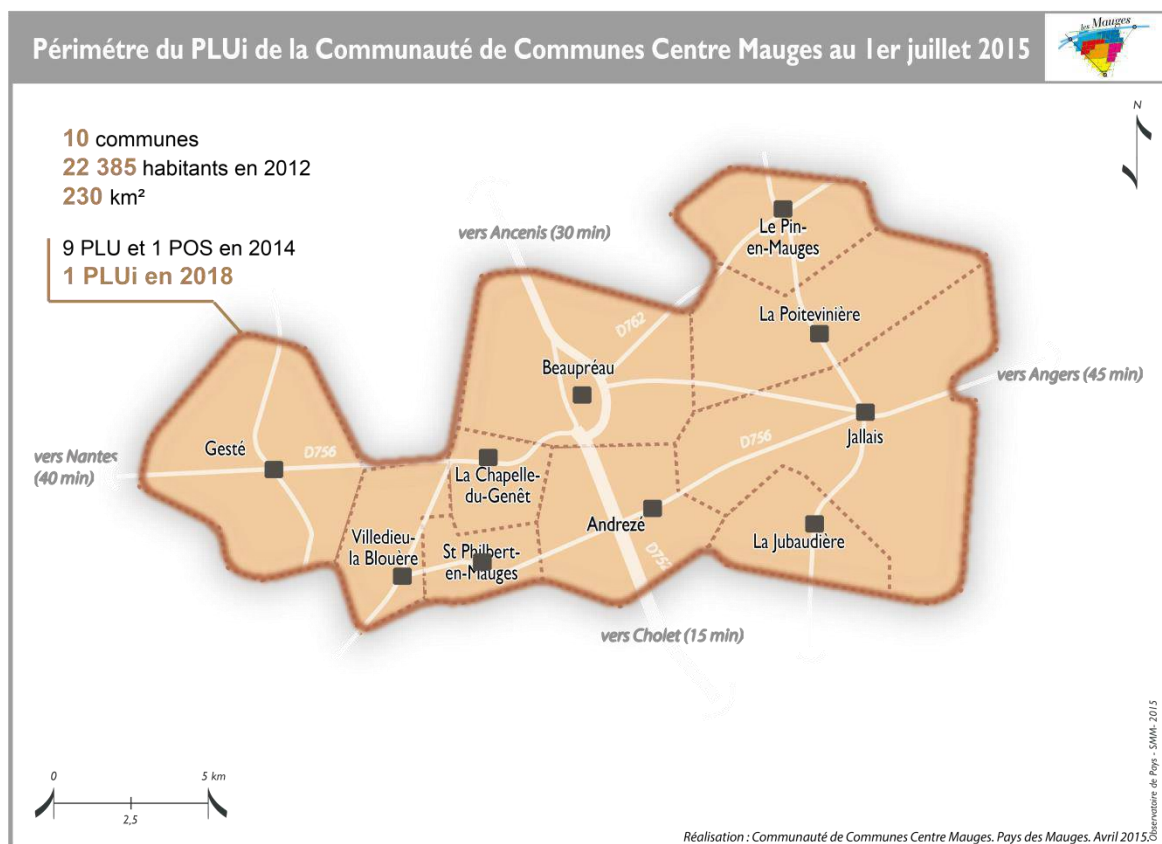 Périmétre du PLUi de la Communauté de Communes Centre Mauges au 1er juillet 2015
les Mauges
N
10 communes
22 385 habitants en 2012
230 km²
9 PLU et 1 POS en 2014
1 PLUi en 2018
vers Ancenis (30 min)
Le Pin-
en-Mauges
La Poitevinière
D762
Beaupréau
vers Angers (45 min)
Jallais
D756
Gesté
D756
vers Nantes
(40 min)
La Chapelle-
du-Genêt
Andrezé
La Jubaudière
Villedieu-
la Blouère
St Philbert-
en-Mauges
D752
vers Cholet (15 min)
0
5 km
2,5
Observatoire de Pays - SMM- 2015
Réalisation : Communauté de Communes Centre Mauges. Pays des Mauges. Avril 2015.